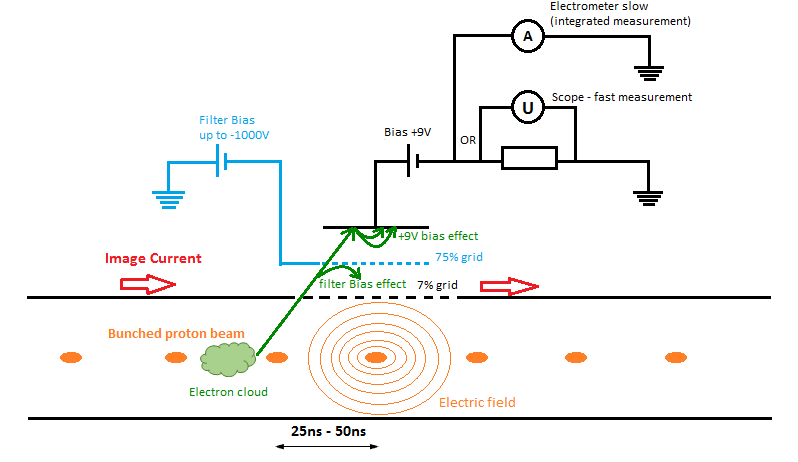 Electrometer slow
(integrated measurement)
A
Scope - fast measurement
U
Filter Bias
up to -1000V
Bias +9V
OR
+9V bias effect
75% grid
Image Current
filter Bias effect
7% grid
Bunched proton beam
Electron cloud
Electric field
25ns - 50ns